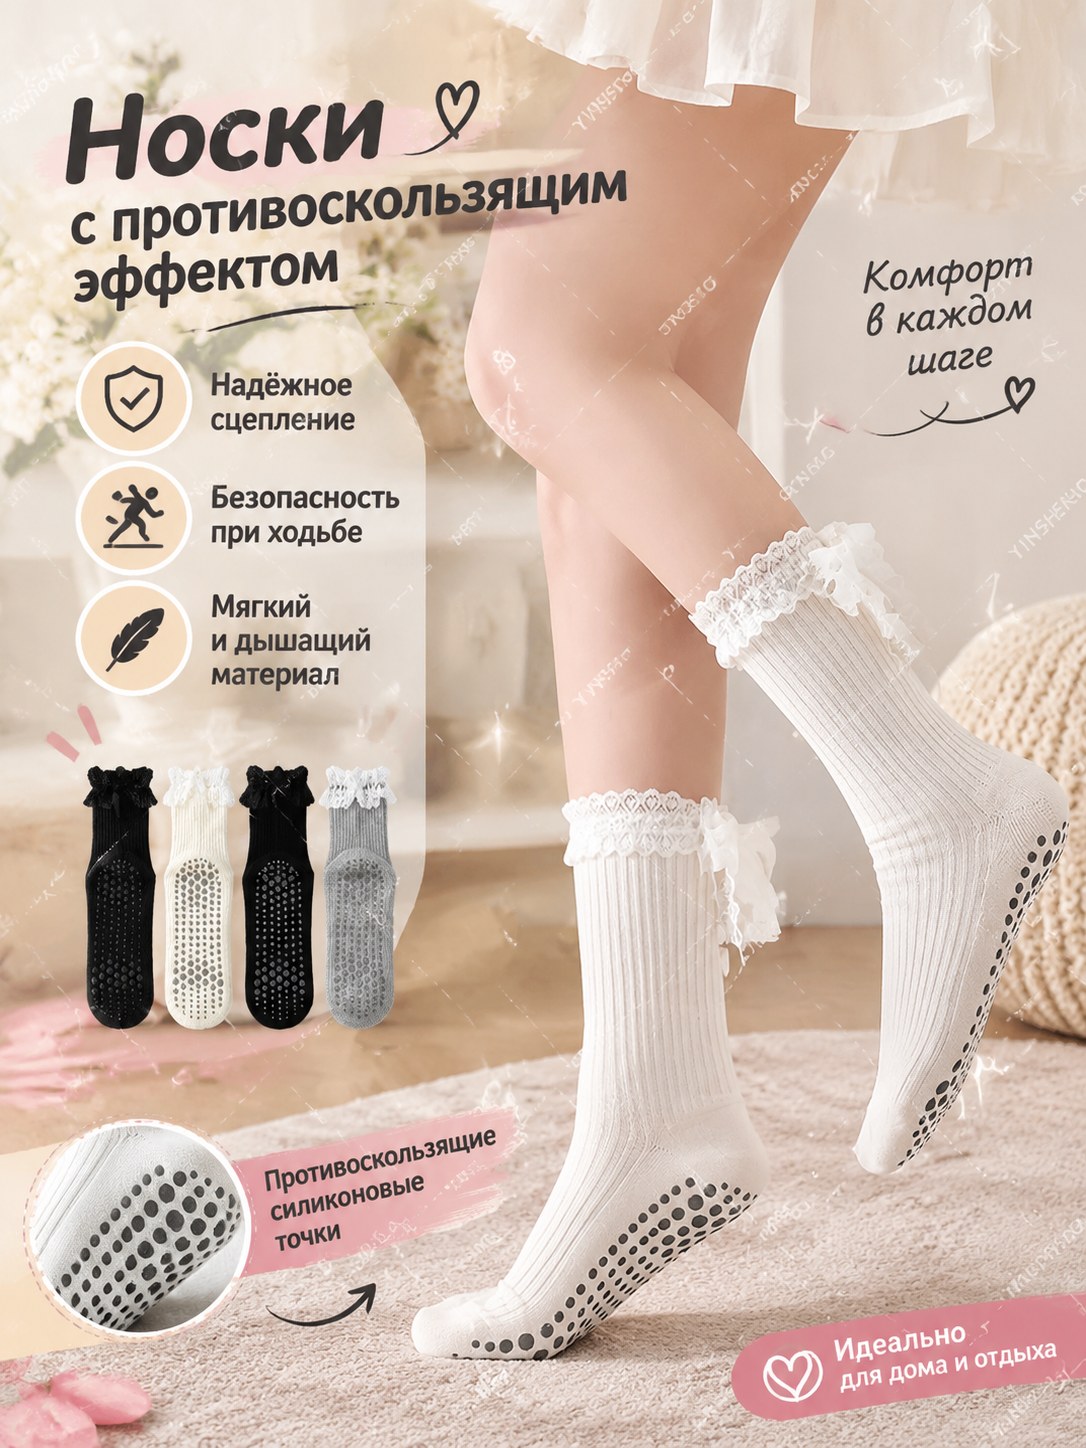 Носки
с противоскользящим
эффектом
Комфорт
в каждом
шаге
Надёжное
сцепление
Безопасность
при ходьбе
Мягкий
и дышащий
материал
Противоскользящие
силиконовые
точки
Идеально
для дома и отдыха